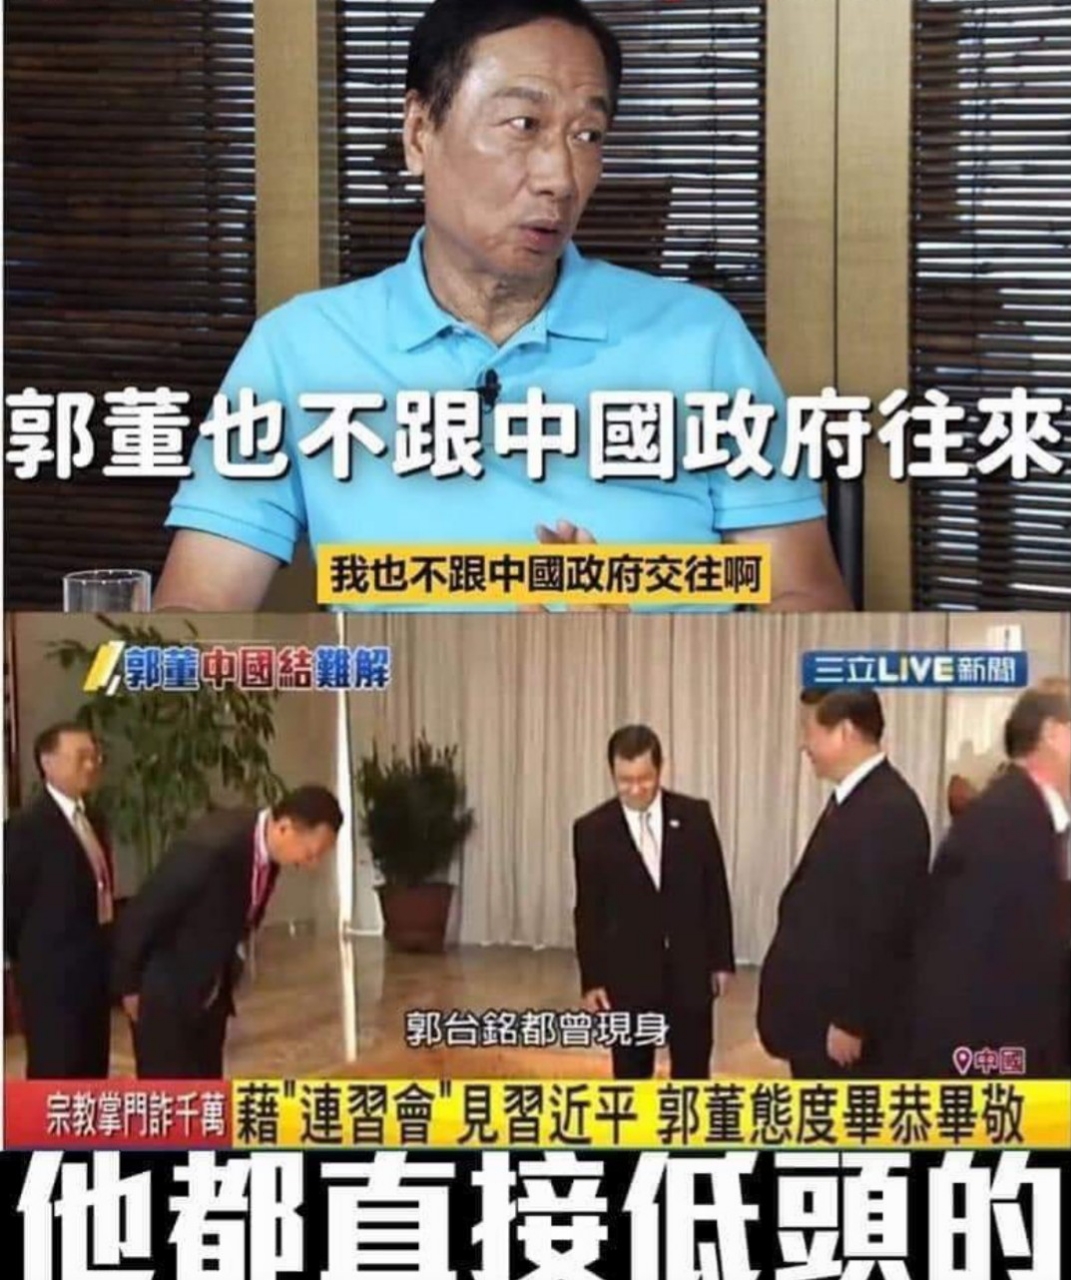 郭董也不跟中國政府往來
我也不跟中國政府交往啊
郭董中國結難解
三立LIVE新聞
郭台銘都曾現身
中國
宗教掌門詐千萬
藉"連習會"見習近平 郭董態度畢恭畢敬
他都直接低頭的